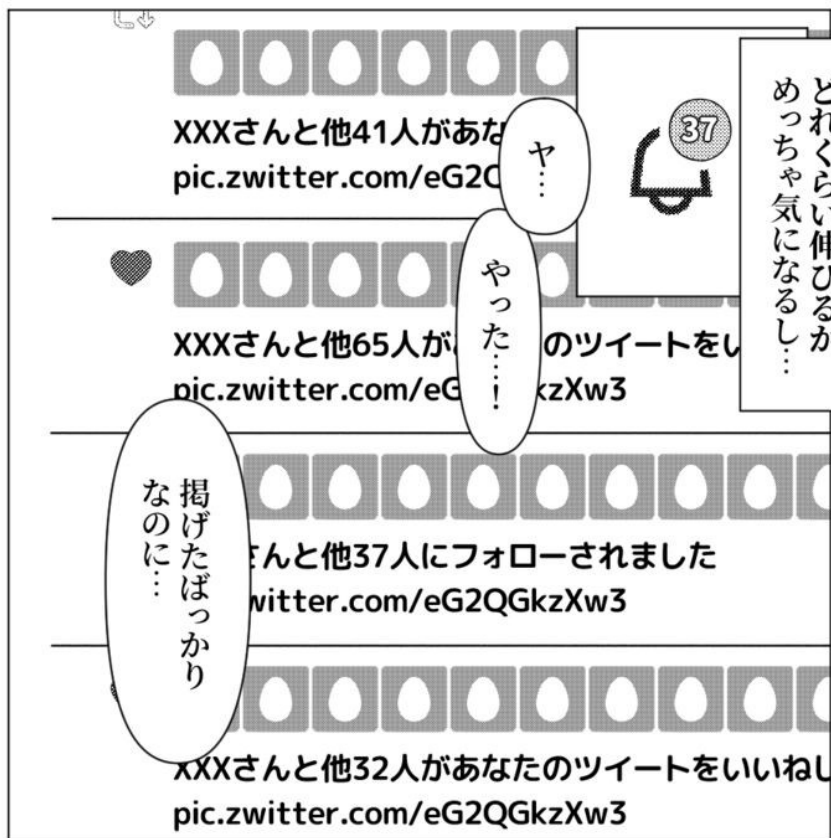 どれくらい伸びるか
めっちゃ気になるし…
37
ヤ…
やった…!
掲げたばっかり
なのに…
XXXさんと他41人があな
pic.zwitter.com/eG2
XXXさんと他65人が のツイートをい
pic.zwitter.com/eG kzXw3
さんと他37人にフォローされました
witter.com/eG2QGkzXw3
XXXさんと他32人があなたのツイートをいいねし
pic.zwitter.com/eG2QGkzXw3